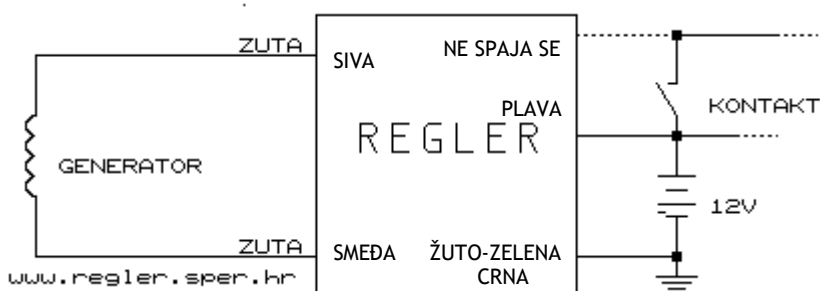 ZUTA
SIVA
NE SPAJA SE
PLAVA
KONTAKT
REGLER
GENERATOR
12V
ZUTA
SMEĐA
ŽUTO-ZELENA
CRNA
www.regler.sper.hr